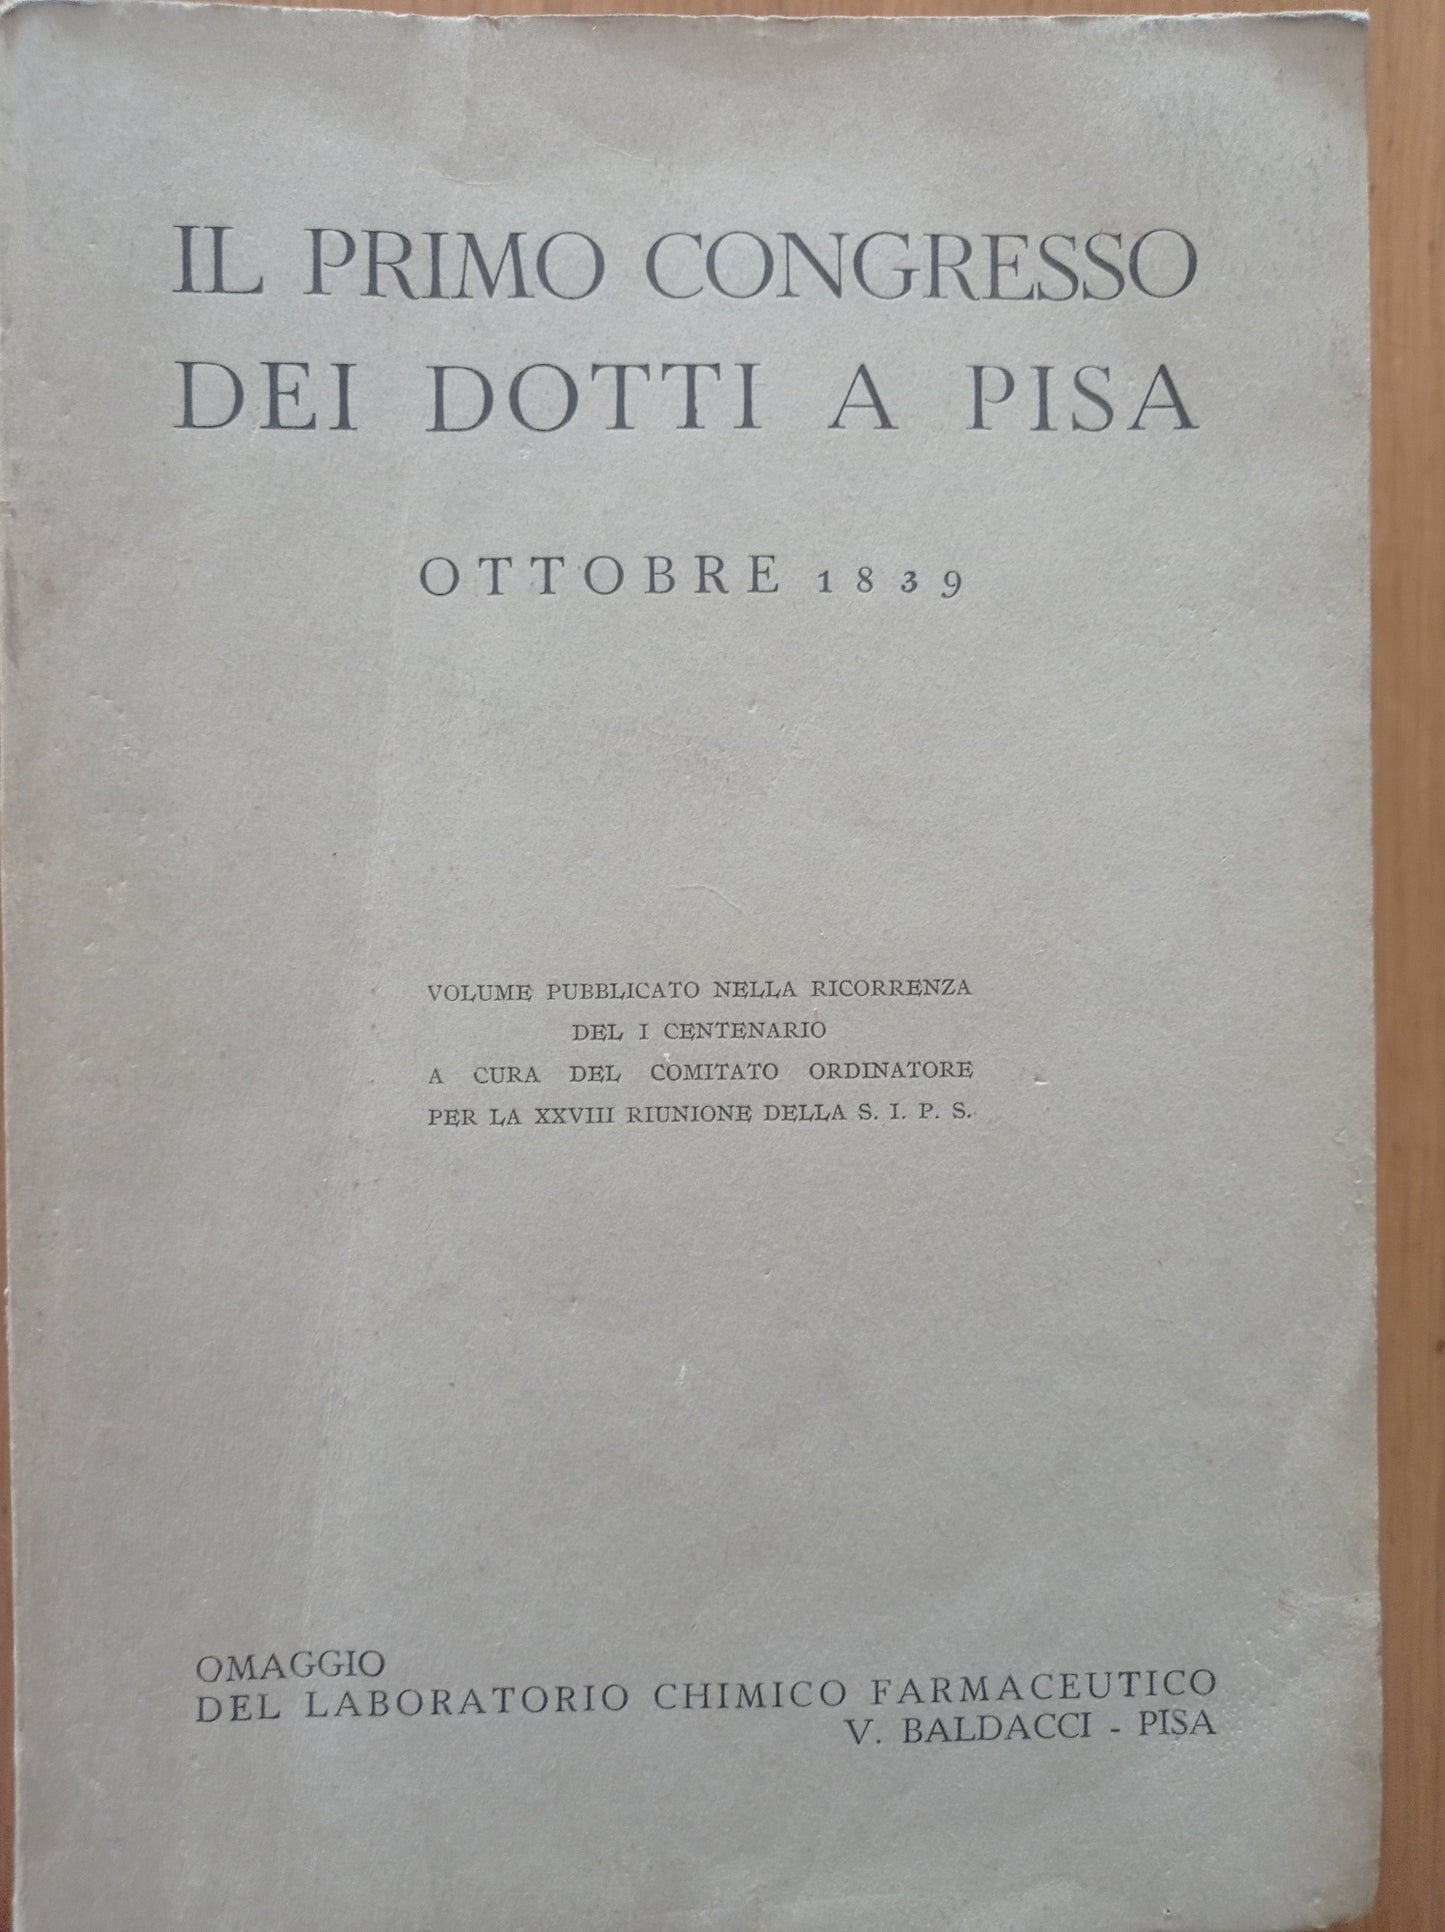 IL PRIMO CONGRESSO
DEI DOTTI A PISA
OTTOBRE 1839
VOLUME PUBBLICATO NELLA RICORRENZA
DEL I CENTENARIO
A CURA DEL COMITATO ORDINATORE
PER LA XXVIII RIUNIONE DELLA S. I. P. S.
OMAGGIO
DEL LABORATORIO CHIMICO FARMACEUTICO
V. BALDACCI - PISA